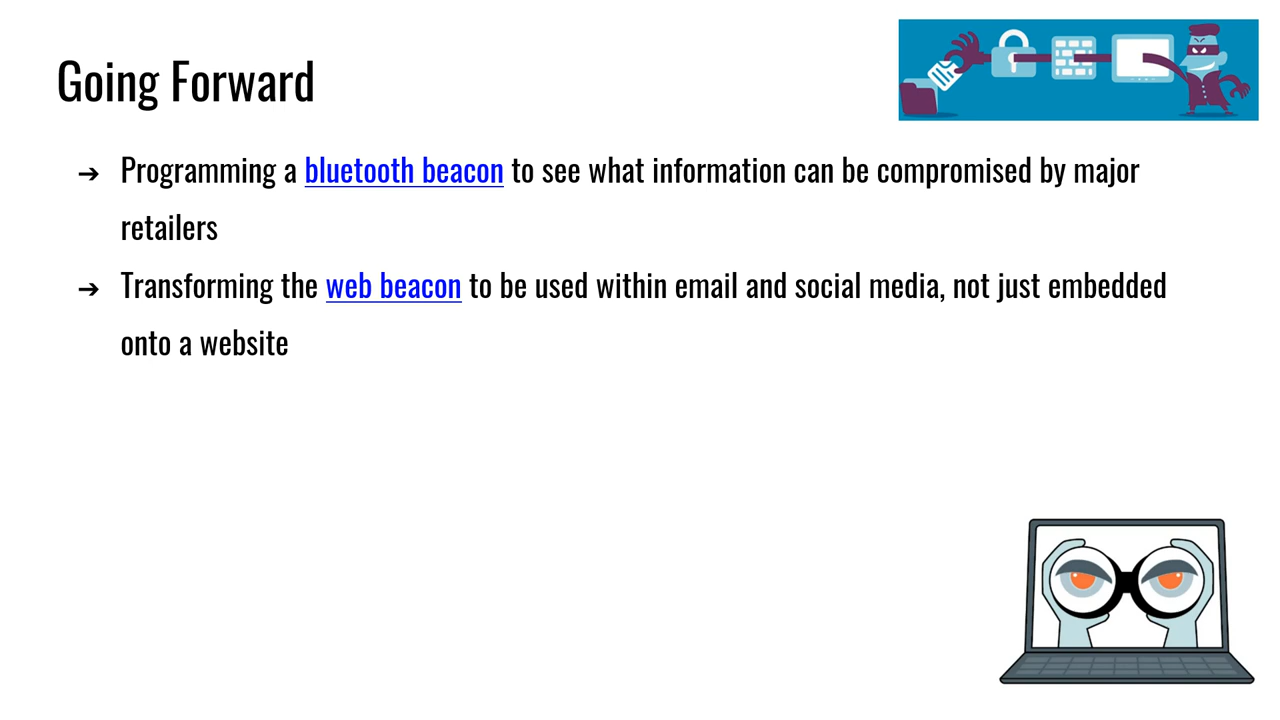 Going Forward
➔ Programming a bluetooth beacon to see what information can be compromised by major
retailers
➔ Transforming the web beacon to be used within email and social media, not just embedded
onto a website